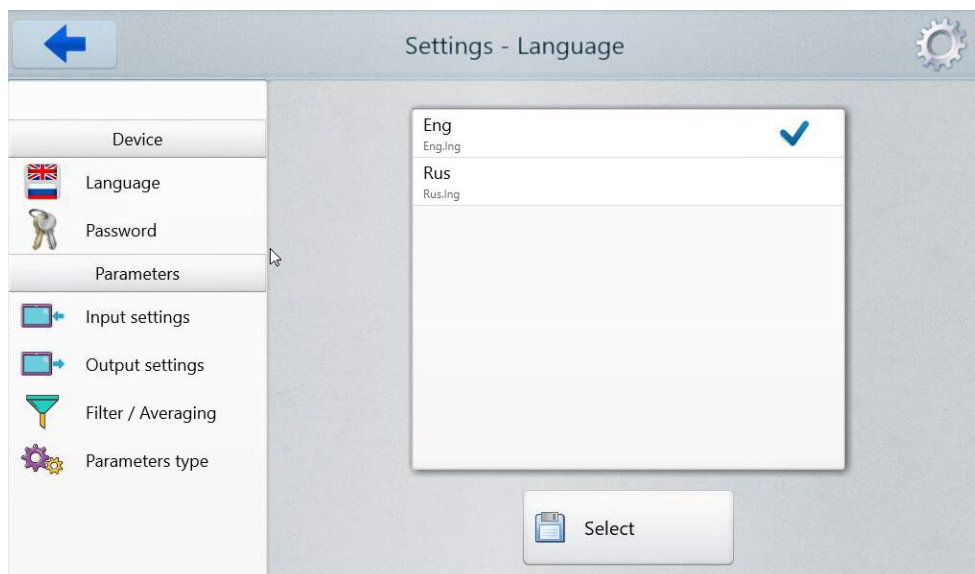 Settings - Language
Device
Language
Password
Parameters
Input settings
Output settings
Filter / Averaging
Parameters type
Eng
Eng.lng
Rus
Rus.lng
Select